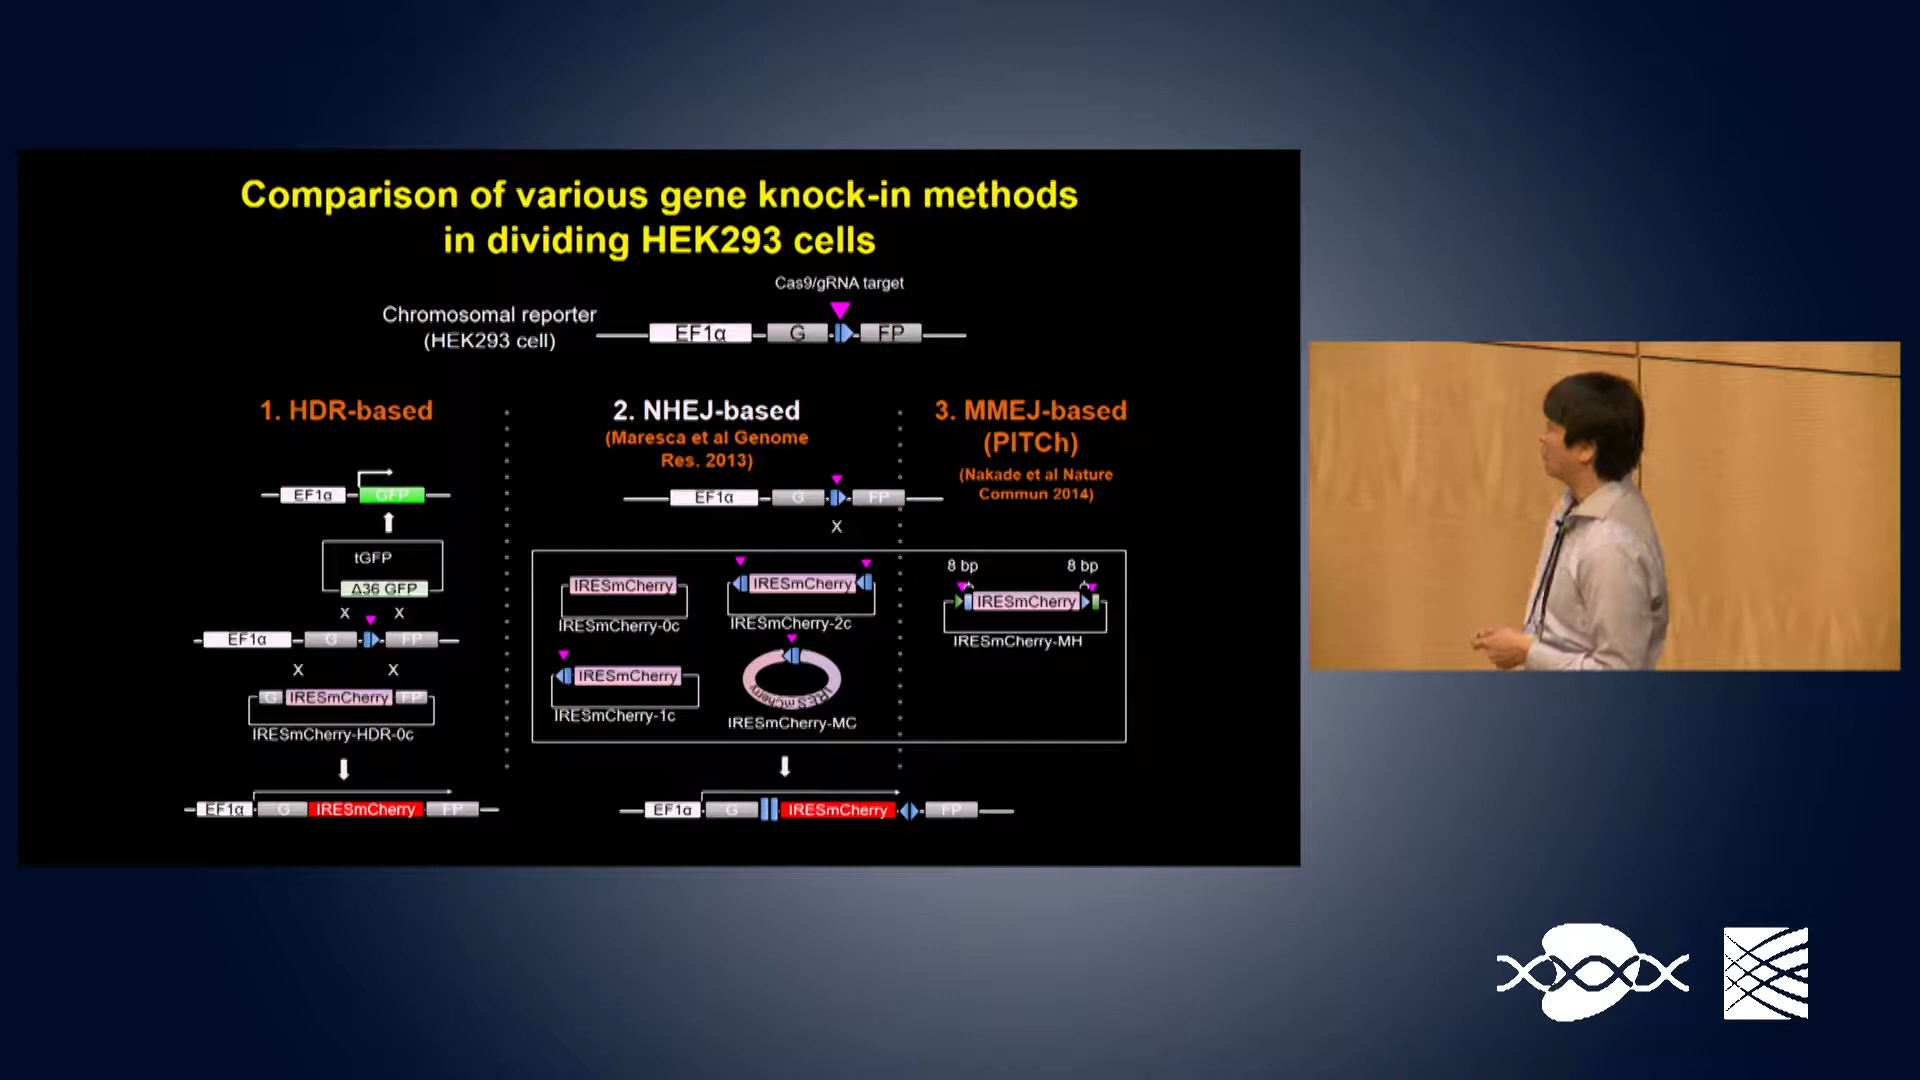 Comparison of various gene knock-in methods
in dividing HEK293 cells
Cas9/gRNA target
Chromosomal reporter
(HEK293 cell)
EF1α G FP
1. HDR-based
2. NHEJ-based
(Maresca et al Genome
Res. 2013)
3. MMEJ-based
(PITCh)
(Nakade et al Nature
Commun 2014)
EF1α GFP
tGFP
Δ36 GFP
X X
EF1α G FP
X X
G IRESmCherry FP
IRESmCherry-HDR-0c
EF1α G IRESmCherry FP
EF1α G FP
X
IRESmCherry
IRESmCherry-0c
IRESmCherry
IRESmCherry-2c
IRESmCherry
IRESmCherry-1c
IRESmCherry
IRESmCherry-MC
8 bp 8 bp
IRESmCherry
IRESmCherry-MH
EF1α G IRESmCherry FP